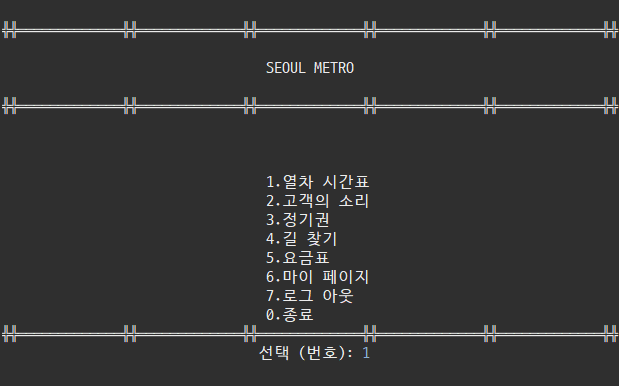 SEOUL METRO
1.열차 시간표
2.고객의 소리
3.정기권
4.길 찾기
5.요금표
6.마이 페이지
7.로그 아웃
0.종료
선택 (번호): 1